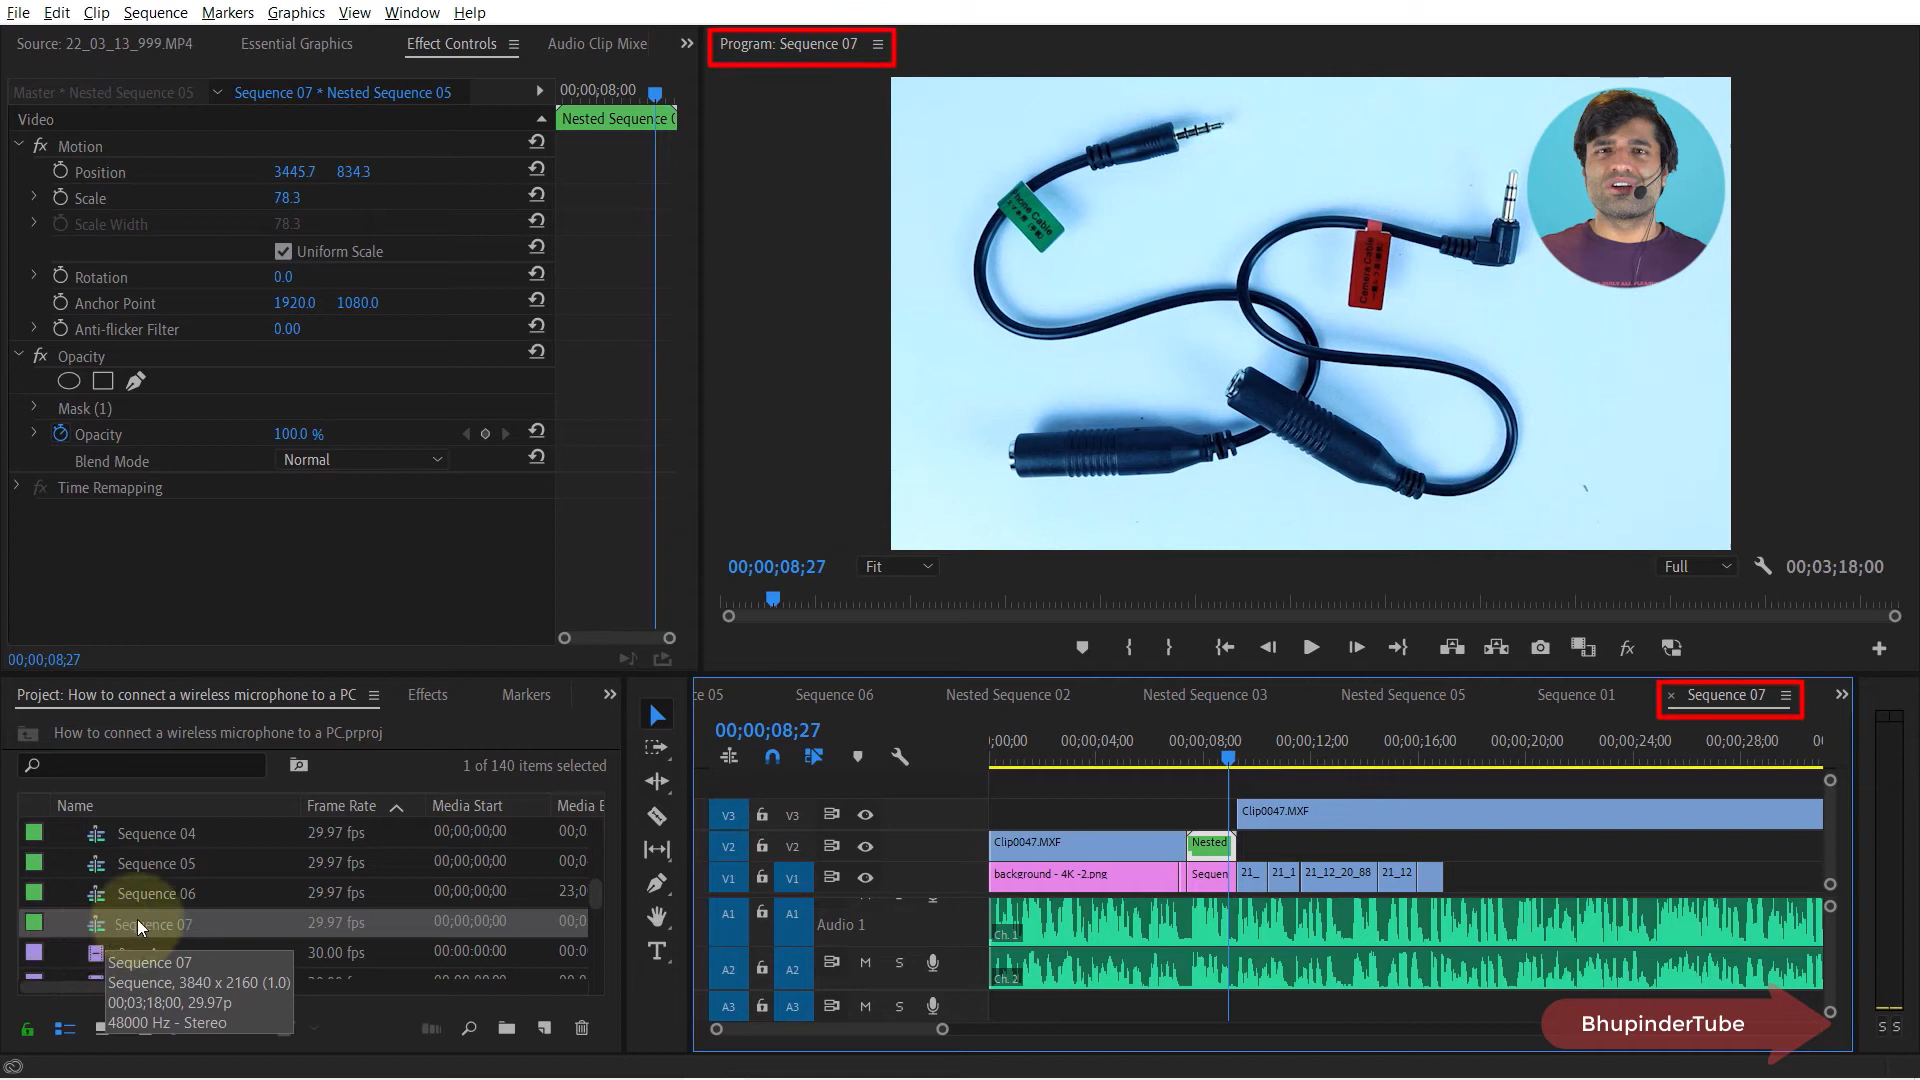 File Edit Clip Sequence Markers Graphics View Window Help
Source: 22_03_13_999.MP4 Essential Graphics Effect Controls Audio Clip Mixe
Program: Sequence 07
Master * Nested Sequence 05 Sequence 07 * Nested Sequence 05
00;00;08;00
Video
Nested Sequence
fx Motion
Position 3445.7 834.3
Scale 78.3
Scale Width 78.3
Uniform Scale
Rotation 0.0
Anchor Point 1920.0 1080.0
Anti-flicker Filter 0.00
fx Opacity
Mask (1)
Opacity 100.0 %
Blend Mode Normal
fx Time Remapping
00;00;08;27
Phone Cable
Camera Cable
00;00;08;27 Fit Full 00;03;18;00
fx
Project: How to connect a wireless microphone to a PC Effects Markers
How to connect a wireless microphone to a PC.prproj
1 of 140 items selected
Name Frame Rate Media Start Media E
Sequence 04 29.97 fps 00;00;00;00 00;0
Sequence 05 29.97 fps 00;00;00;00 00;0
Sequence 06 29.97 fps 00;00;00;00 23;0
Sequence 07 29.97 fps 00;00;00;00 00;0
30.00 fps 00:00:00:00 00:0
Sequence 07
Sequence, 3840 x 2160 (1.0)
00;03;18;00, 29.97p
48000 Hz - Stereo
T
ce 05 Sequence 06 Nested Sequence 02 Nested Sequence 03 Nested Sequence 05 Sequence 01 Sequence 07
00;00;08;27
;00;00 00;00;04;00 00;00;08;00 00;00;12;00 00;00;16;00 00;00;20;00 00;00;24;00 00;00;28;00
V3 V3 Clip0047.MXF
V2 V2 Clip0047.MXF Nested
V1 V1 background - 4K -2.png Sequen 21_ 21_1 21_12_20_88 21_12
A1 A1 Audio 1 Ch. 1
A2 A2 M S Ch. 2
A3 A3 M S
BhupinderTube
S S